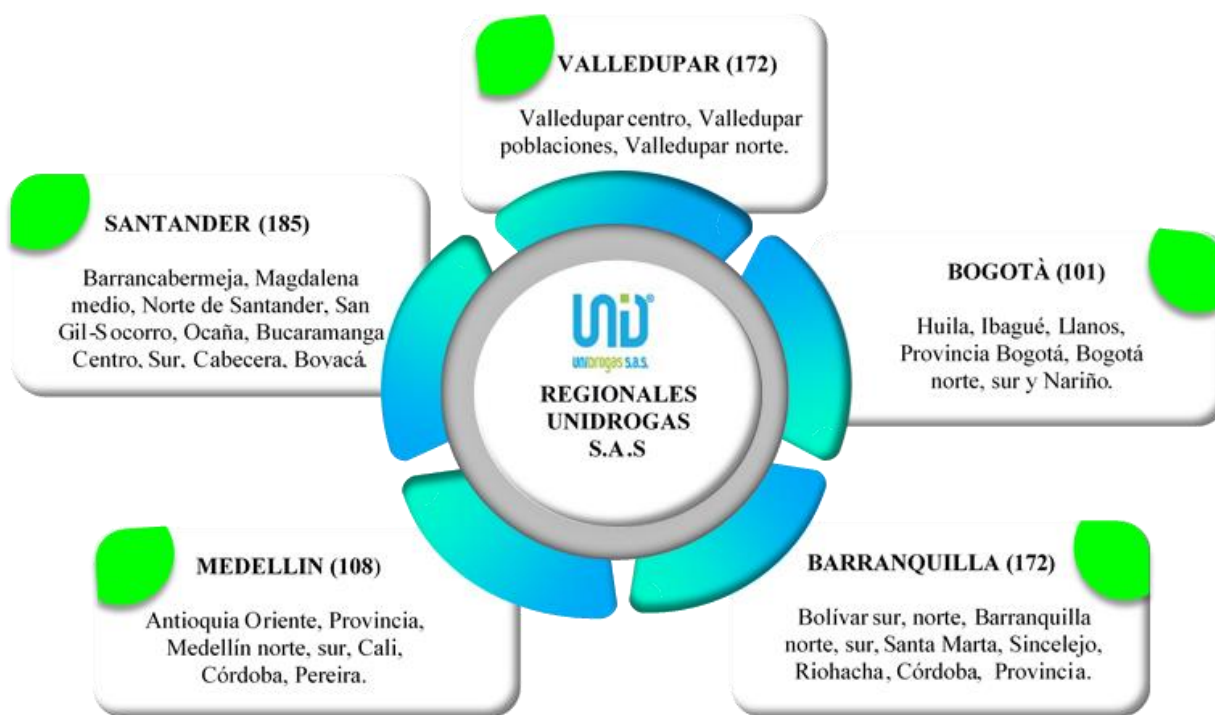 VALLEDUPAR (172)
Valledupar centro, Valledupar
poblaciones, Valledupar norte.
SANTANDER (185)
Barrancabermeja, Magdalena
medio, Norte de Santander, San
Gil-Socorro, Ocaña, Bucaramanga
Centro, Sur, Cabecera, Boyacá.
BOGOTÀ (101)
Huila, Ibagué, Llanos,
Provincia Bogotá, Bogotá
norte, sur y Nariño.
UNiD®
uniDrogas s.a.s.
REGIONALES
UNIDROGAS
S.A.S
MEDELLIN (108)
Antioquia Oriente, Provincia,
Medellín norte, sur, Cali,
Córdoba, Pereira.
BARRANQUILLA (172)
Bolívar sur, norte, Barranquilla
norte, sur, Santa Marta, Sincelejo,
Riohacha, Córdoba, Provincia.